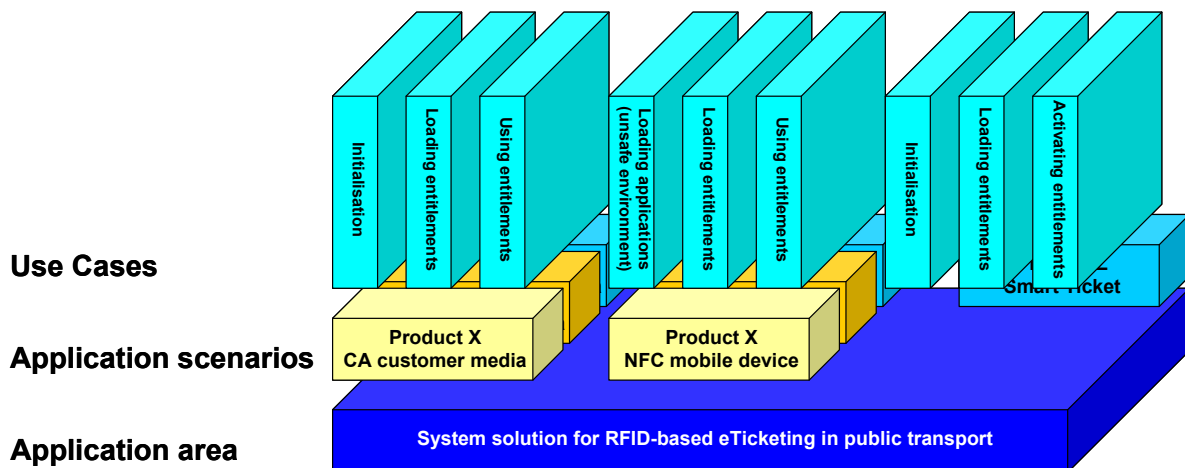 Initialisation
Loading entitlements
Using entitlements
Loading applications
(unsafe environment)
Loading entitlements
Using entitlements
Initialisation
Loading entitlements
Activating entitlements
Use Cases
Smart Ticket
Product X
CA customer media
Product X
NFC mobile device
Application scenarios
System solution for RFID-based eTicketing in public transport
Application area